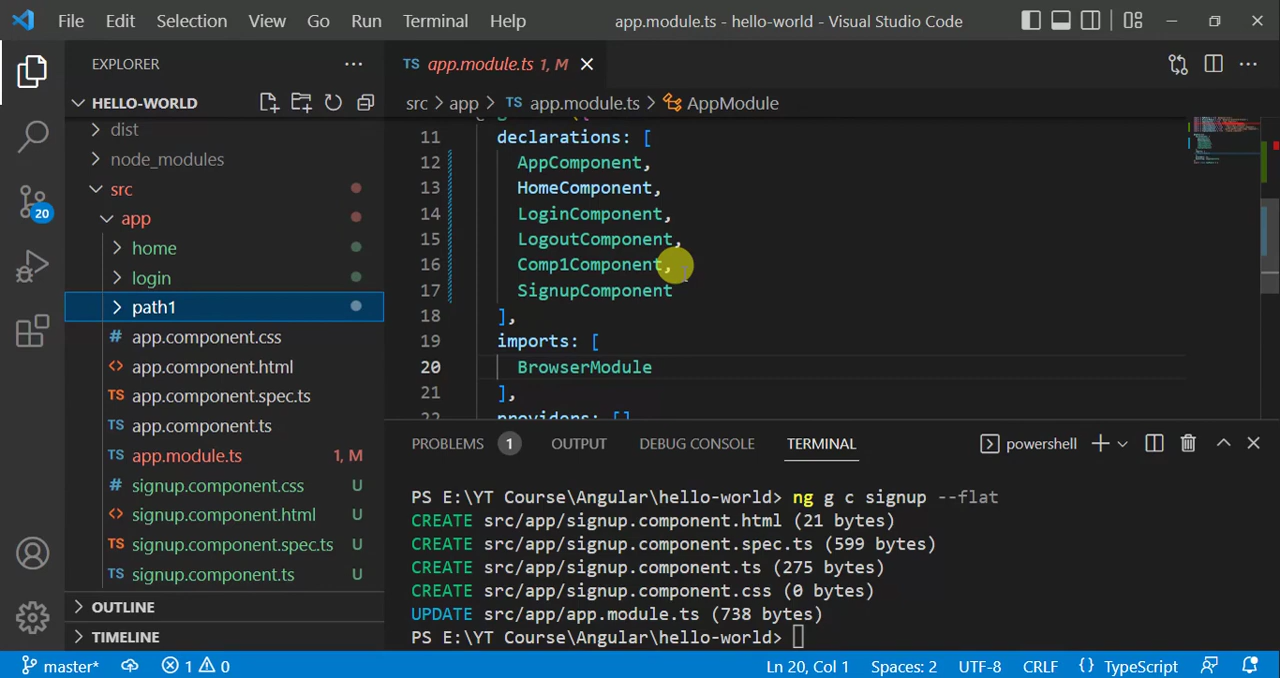 File Edit Selection View Go Run Terminal Help app.module.ts - hello-world - Visual Studio Code
EXPLORER
HELLO-WORLD
dist
node_modules
src
app
home
login
path1
# app.component.css
<> app.component.html
TS app.component.spec.ts
TS app.component.ts
TS app.module.ts 1, M
# signup.component.css U
<> signup.component.html U
TS signup.component.spec.ts U
TS signup.component.ts U
OUTLINE
TIMELINE
20
TS app.module.ts 1, M
src > app > TS app.module.ts > AppModule
11 declarations: [
12 AppComponent,
13 HomeComponent,
14 LoginComponent,
15 LogoutComponent,
16 Comp1Component,
17 SignupComponent
18 ],
19 imports: [
20 BrowserModule
21 ],
22 providers: []
PROBLEMS 1 OUTPUT DEBUG CONSOLE TERMINAL powershell
PS E:\YT Course\Angular\hello-world> ng g c signup --flat
CREATE src/app/signup.component.html (21 bytes)
CREATE src/app/signup.component.spec.ts (599 bytes)
CREATE src/app/signup.component.ts (275 bytes)
CREATE src/app/signup.component.css (0 bytes)
UPDATE src/app/app.module.ts (738 bytes)
PS E:\YT Course\Angular\hello-world>
master* 1 0 Ln 20, Col 1 Spaces: 2 UTF-8 CRLF {} TypeScript